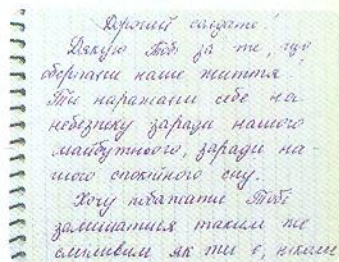 Дорогий солдате!
Дякую Тобі за те, що
оберігаєш наше життя!
Ти наражаєш себе на
небезпеку заради нашого
майбутнього, заради на-
шого спокійного сну.
Хочу побажати Тобі
залишатися таким же
сміливим як ти є, ніколи